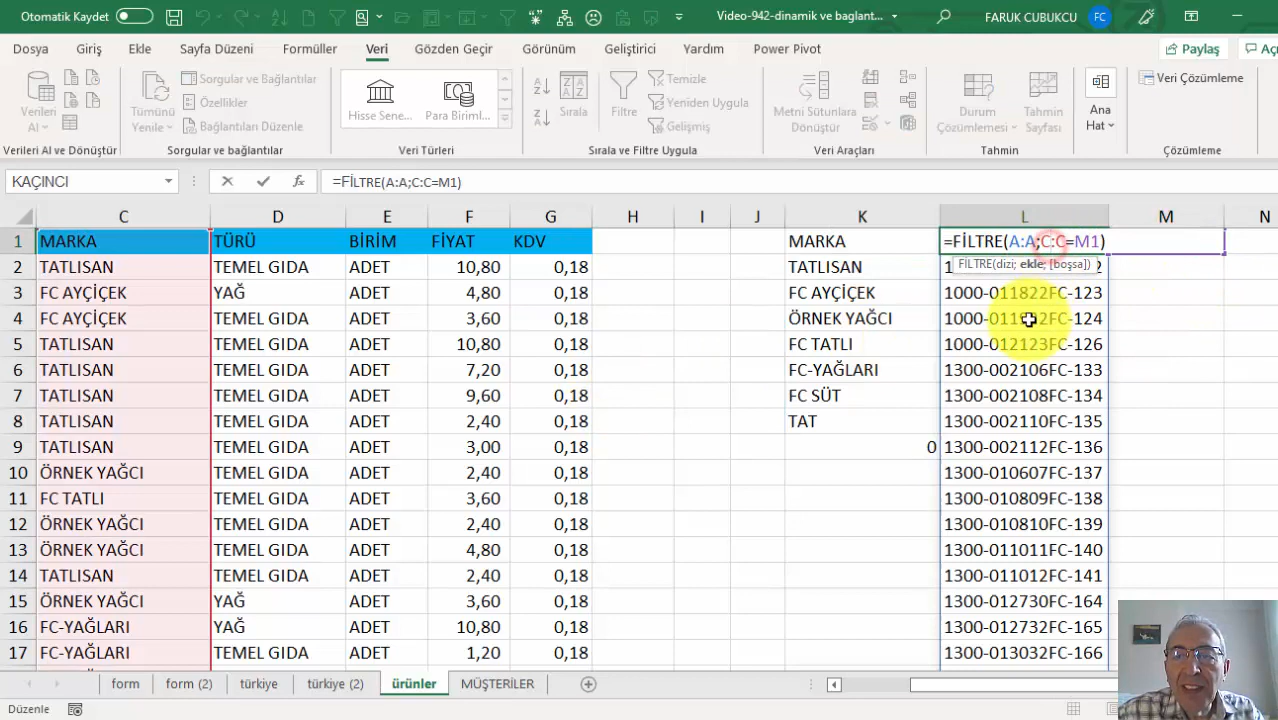 Otomatik Kaydet
Video-942-dinamik ve baglant...
FARUK CUBUKCU
FC
Dosya Giriş Ekle Sayfa Düzeni Formüller Veri Gözden Geçir Görünüm Geliştirici Yardım Power Pivot
Paylaş
Verileri Al
Tümünü Yenile
Sorgular ve Bağlantılar
Özellikler
Bağlantıları Düzenle
Hisse Sene...
Para Biriml...
Sırala
Filtre
Temizle
Yeniden Uygula
Gelişmiş
Metni Sütunlara Dönüştür
Durum Çözümlemesi
Tahmin Sayfası
Ana Hat
Veri Çözümleme
Verileri Al ve Dönüştür Sorgular ve bağlantılar Veri Türleri Sırala ve Filtre Uygula Veri Araçları Tahmin Çözümleme
KAÇINCI fx =FİLTRE(A:A;C:C=M1)
C D E F G H I J K L M N
1 MARKA TÜRÜ BİRİM FİYAT KDV MARKA =FİLTRE(A:A;C:C=M1)
FİLTRE(dizi; ekle; [boşsa])
2 TATLISAN TEMEL GIDA ADET 10,80 0,18 TATLISAN
3 FC AYÇİÇEK YAĞ ADET 4,80 0,18 FC AYÇİÇEK 1000-011822FC-123
4 FC AYÇİÇEK TEMEL GIDA ADET 3,60 0,18 ÖRNEK YAĞCI
5 TATLISAN TEMEL GIDA ADET 10,80 0,18 FC TATLI 1000-012123FC-126
6 TATLISAN TEMEL GIDA ADET 7,20 0,18 FC-YAĞLARI 1300-002106FC-133
7 TATLISAN TEMEL GIDA ADET 9,60 0,18 FC SÜT 1300-002108FC-134
8 TATLISAN TEMEL GIDA ADET 2,40 0,18 TAT 1300-002110FC-135
9 TATLISAN TEMEL GIDA ADET 3,00 0,18 0 1300-002112FC-136
10 ÖRNEK YAĞCI TEMEL GIDA ADET 2,40 0,18 1300-010607FC-137
11 FC TATLI TEMEL GIDA ADET 3,60 0,18 1300-010809FC-138
12 ÖRNEK YAĞCI TEMEL GIDA ADET 2,40 0,18 1300-010810FC-139
13 ÖRNEK YAĞCI TEMEL GIDA ADET 4,80 0,18 1300-011011FC-140
14 TATLISAN TEMEL GIDA ADET 2,40 0,18 1300-011012FC-141
15 ÖRNEK YAĞCI YAĞ ADET 3,60 0,18 1300-012730FC-164
16 FC-YAĞLARI YAĞ ADET 10,80 0,18 1300-012732FC-165
17 FC-YAĞLARI TEMEL GIDA ADET 1,20 0,18 1300-013032FC-166
form form (2) türkiye türkiye (2) ürünler MÜŞTERİLER
Düzenle